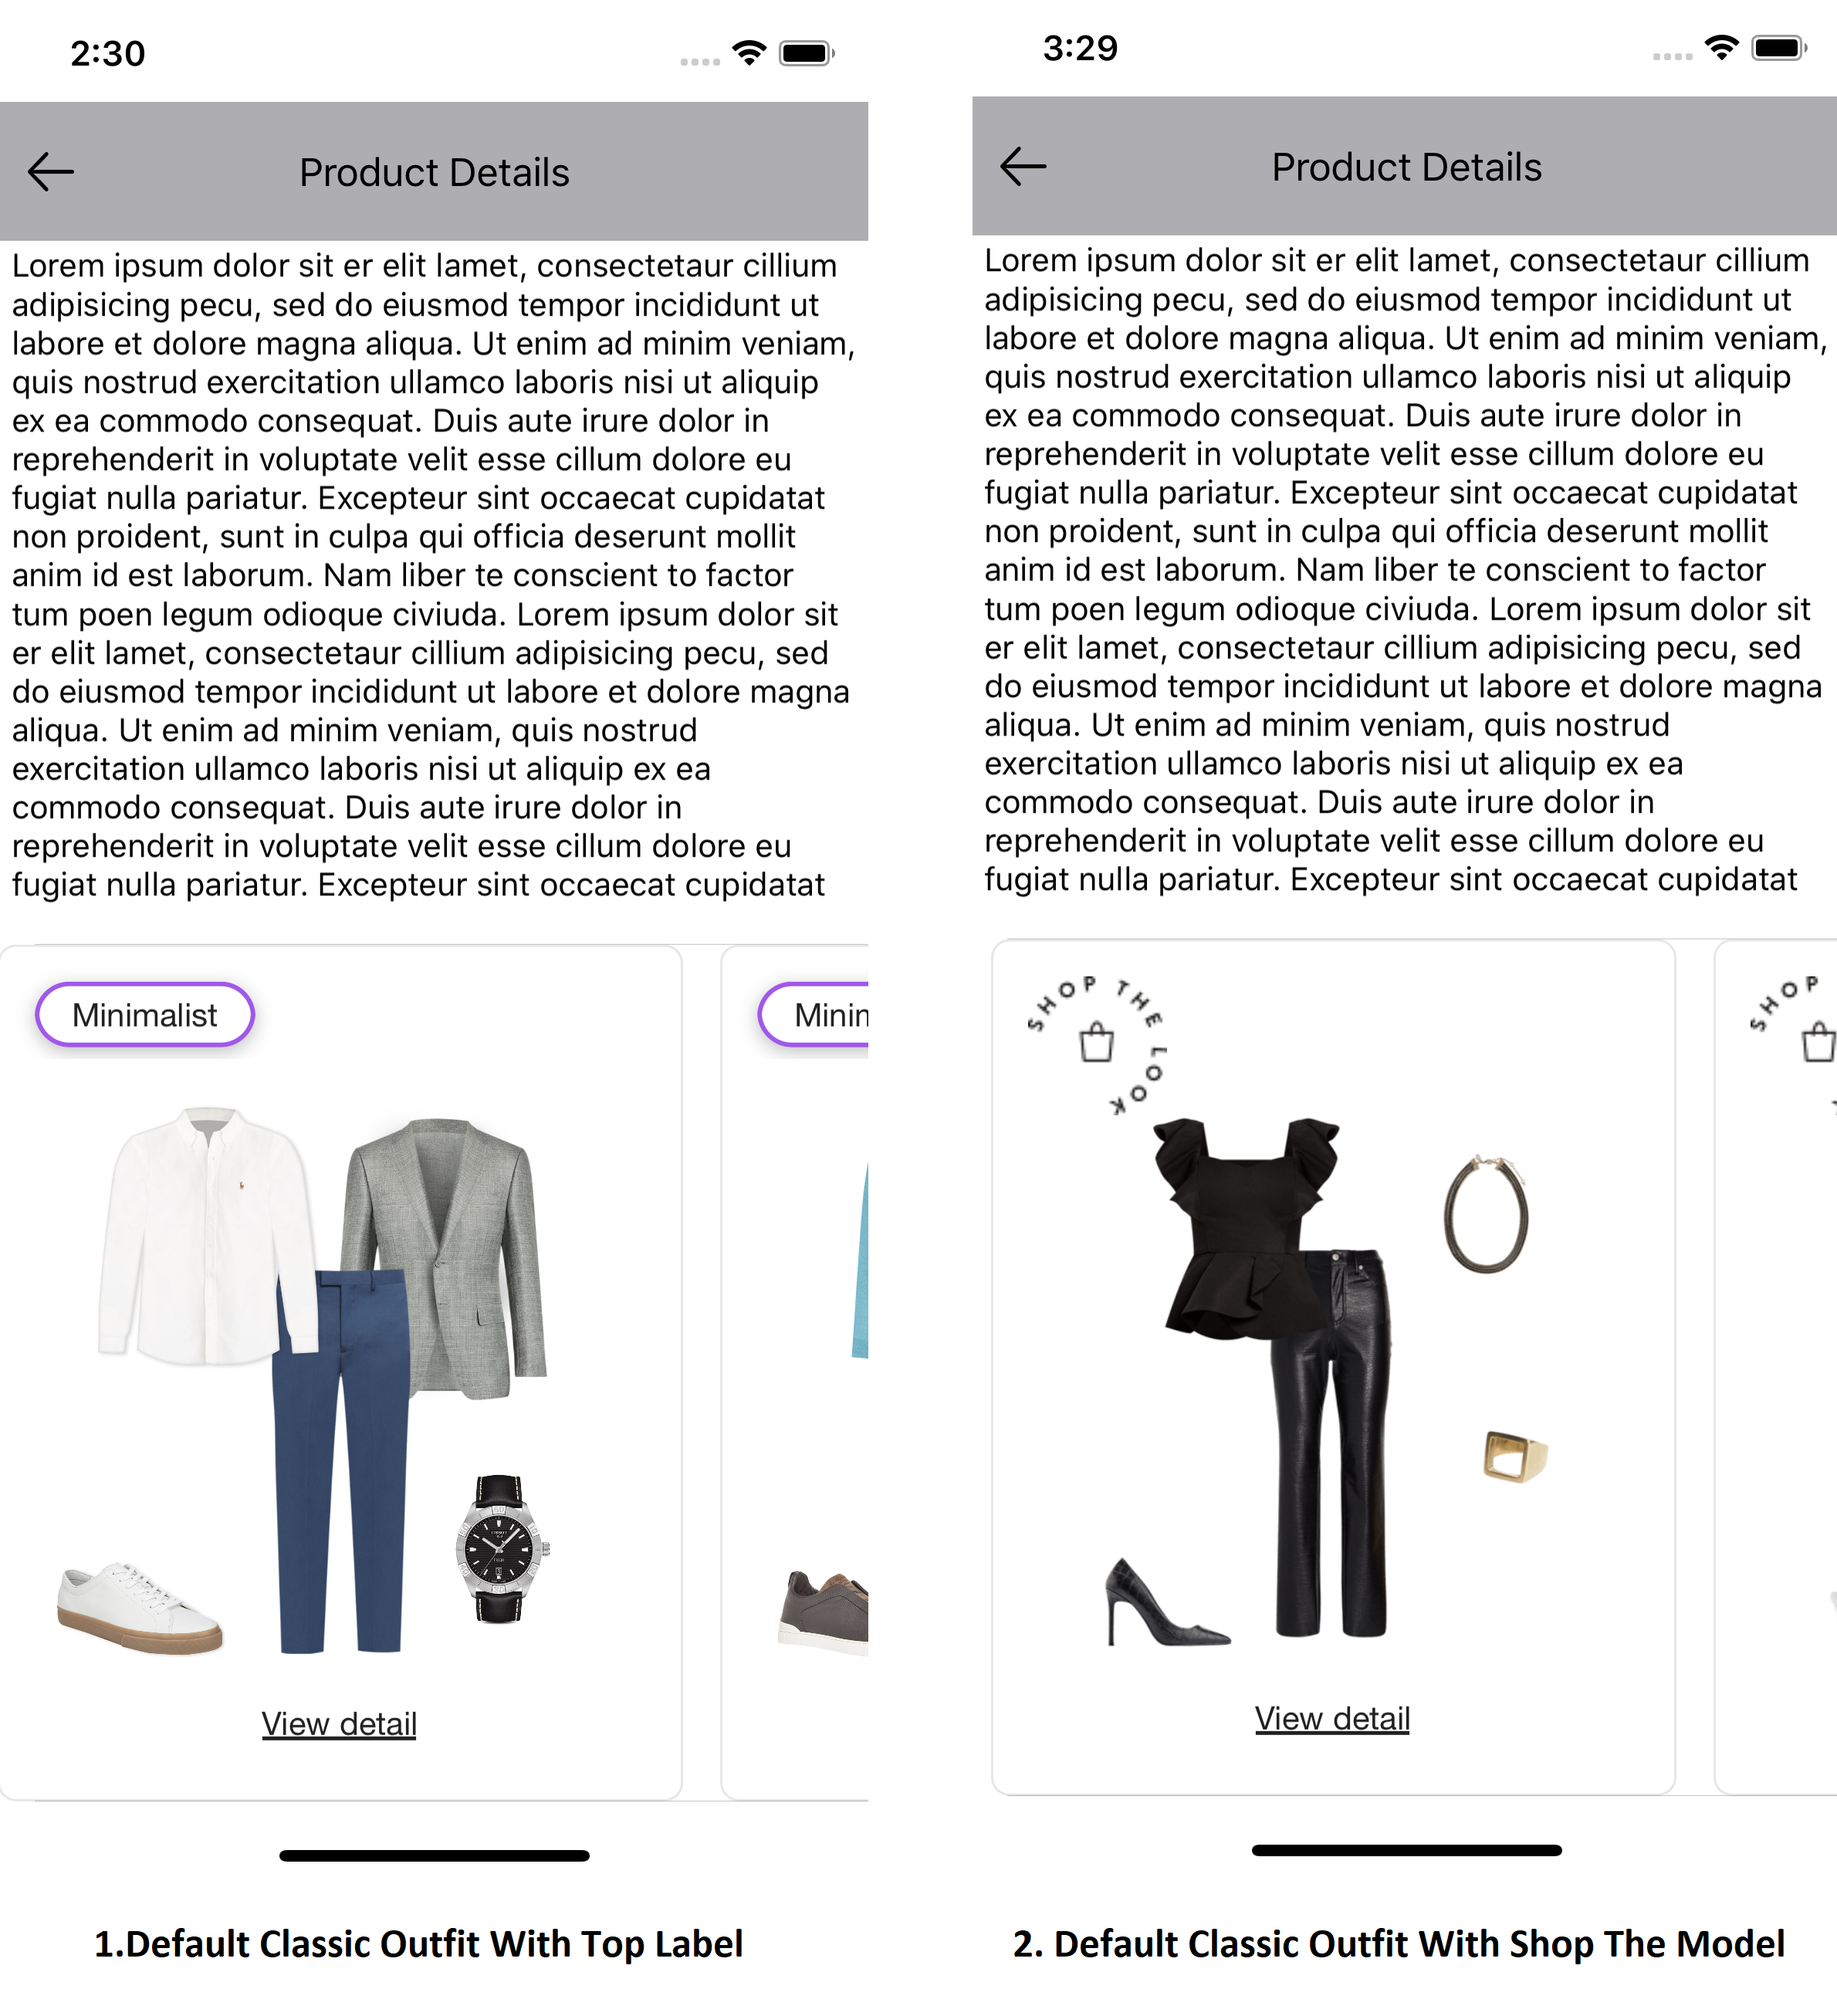 2:30
Product Details
Lorem ipsum dolor sit er elit lamet, consectetaur cillium
adipisicing pecu, sed do eiusmod tempor incididunt ut
labore et dolore magna aliqua. Ut enim ad minim veniam,
quis nostrud exercitation ullamco laboris nisi ut aliquip
ex ea commodo consequat. Duis aute irure dolor in
reprehenderit in voluptate velit esse cillum dolore eu
fugiat nulla pariatur. Excepteur sint occaecat cupidatat
non proident, sunt in culpa qui officia deserunt mollit
anim id est laborum. Nam liber te conscient to factor
tum poen legum odioque civiuda. Lorem ipsum dolor sit
er elit lamet, consectetaur cillium adipisicing pecu, sed
do eiusmod tempor incididunt ut labore et dolore magna
aliqua. Ut enim ad minim veniam, quis nostrud
exercitation ullamco laboris nisi ut aliquip ex ea
commodo consequat. Duis aute irure dolor in
reprehenderit in voluptate velit esse cillum dolore eu
fugiat nulla pariatur. Excepteur sint occaecat cupidatat
Minimalist
Minin
View detail
1.Default Classic Outfit With Top Label
3:29
Product Details
Lorem ipsum dolor sit er elit lamet, consectetaur cillium
adipisicing pecu, sed do eiusmod tempor incididunt ut
labore et dolore magna aliqua. Ut enim ad minim veniam,
quis nostrud exercitation ullamco laboris nisi ut aliquip
ex ea commodo consequat. Duis aute irure dolor in
reprehenderit in voluptate velit esse cillum dolore eu
fugiat nulla pariatur. Excepteur sint occaecat cupidatat
non proident, sunt in culpa qui officia deserunt mollit
anim id est laborum. Nam liber te conscient to factor
tum poen legum odioque civiuda. Lorem ipsum dolor sit
er elit lamet, consectetaur cillium adipisicing pecu, sed
do eiusmod tempor incididunt ut labore et dolore magna
aliqua. Ut enim ad minim veniam, quis nostrud
exercitation ullamco laboris nisi ut aliquip ex ea
commodo consequat. Duis aute irure dolor in
reprehenderit in voluptate velit esse cillum dolore eu
fugiat nulla pariatur. Excepteur sint occaecat cupidatat
SHOP THE LOOK
SHOP
View detail
2. Default Classic Outfit With Shop The Model